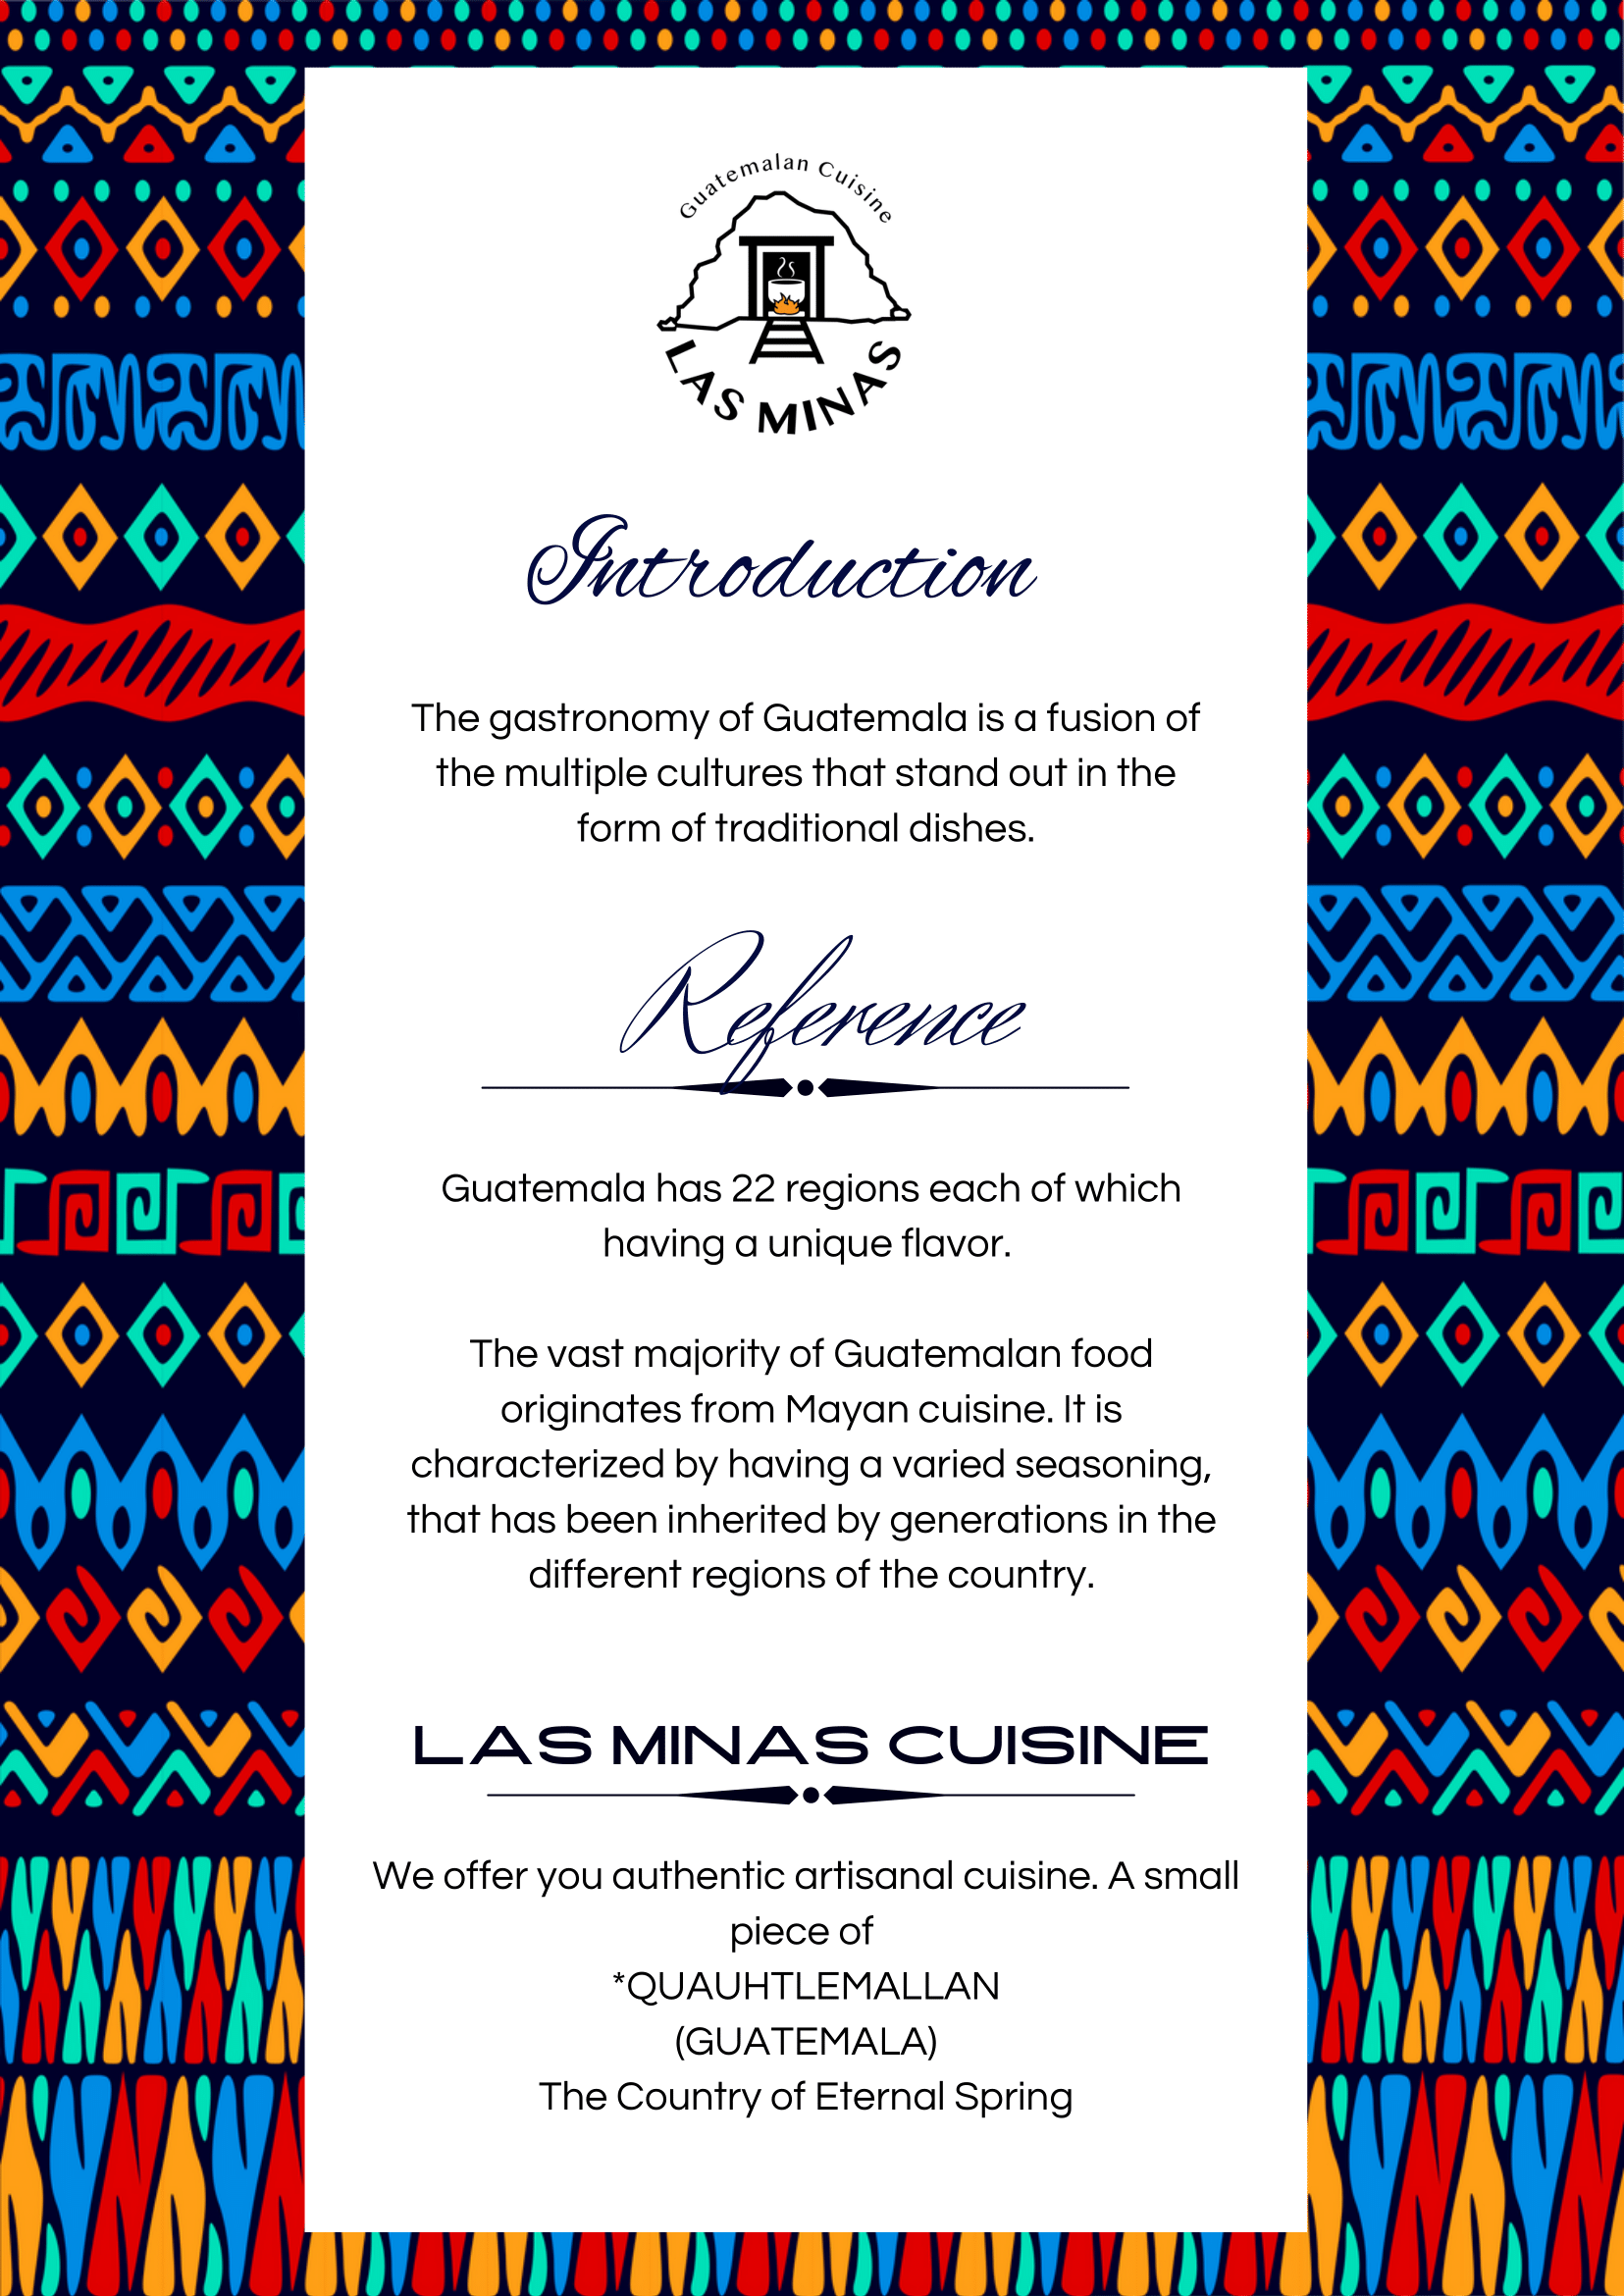 Guatemalan Cuisine
LAS MINAS
Introduction
The gastronomy of Guatemala is a fusion of
the multiple cultures that stand out in the
form of traditional dishes.
Reference
Guatemala has 22 regions each of which
having a unique flavor.
The vast majority of Guatemalan food
originates from Mayan cuisine. It is
characterized by having a varied seasoning,
that has been inherited by generations in the
different regions of the country.
LAS MINAS CUISINE
We offer you authentic artisanal cuisine. A small
piece of
*QUAUHTLEMALLAN
(GUATEMALA)
The Country of Eternal Spring